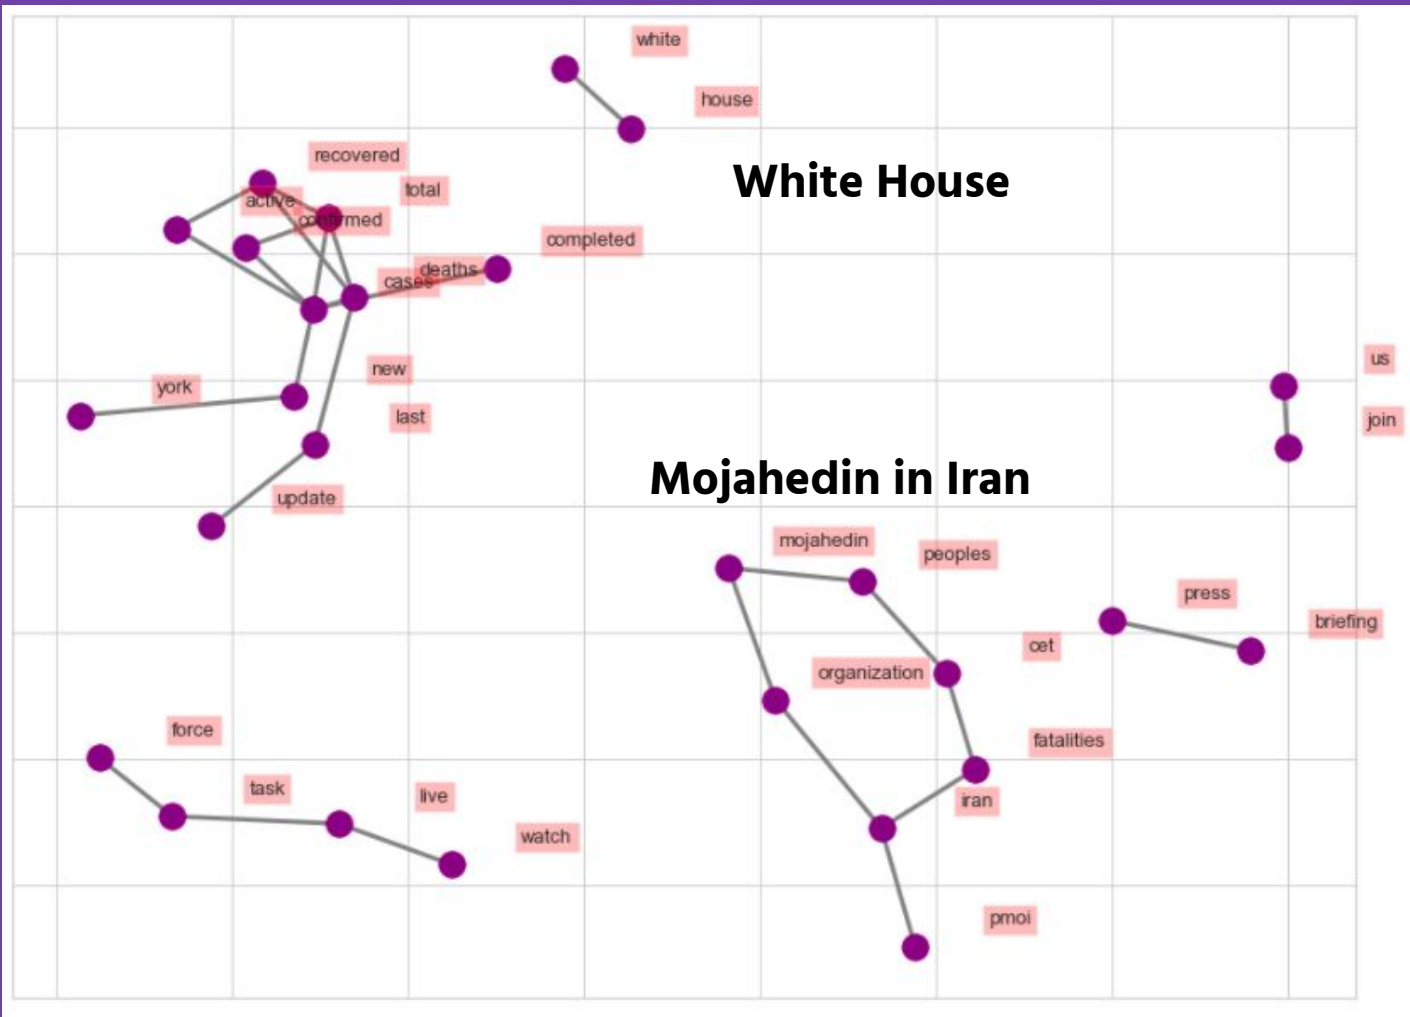 white
house
recovered
White House
total
active
confirmed
completed
deaths
cases
us
new
york
last
join
Mojahedin in Iran
update
mojahedin
peoples
press
briefing
cet
organization
force
fatalities
task
live
iran
watch
pmoi